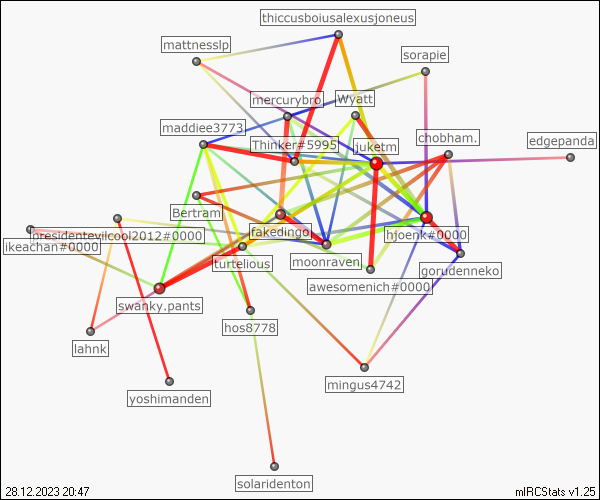 thiccusboiusalexusjoneus
mattnesslp
sorapie
mercurybro
Wyatt
maddiee3773
chobham.
edgepanda
Thinker#5995
juketm
Bertram
fakedingo
hjoenk#0000
presidentevilcool2012#0000
ikeachan#0000
turtelious
moonraven
gorudenneko
awesomenich#0000
swanky.pants
hos8778
lahnk
mingus4742
yoshimanden
solaridenton
28.12.2023 20:47
mIRCStats v1.25